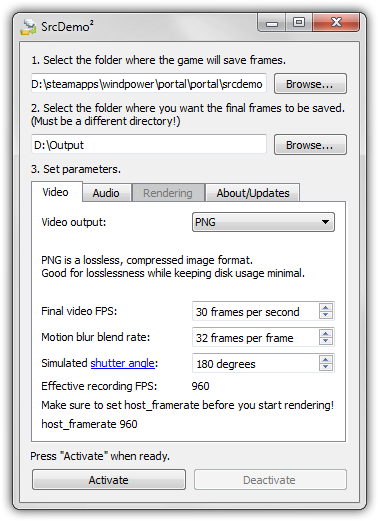 SrcDemo²
1. Select the folder where the game will save frames.
D:\steamapps\windpower\portal\portal\srcdemo
Browse...
2. Select the folder where you want the final frames to be saved.
(Must be a different directory!)
D:\Output
Browse...
3. Set parameters.
Video Audio Rendering About/Updates
Video output: PNG
PNG is a lossless, compressed image format.
Good for losslessness while keeping disk usage minimal.
Final video FPS: 30 frames per second
Motion blur blend rate: 32 frames per frame
Simulated shutter angle: 180 degrees
Effective recording FPS: 960
Make sure to set host_framerate before you start rendering!
host_framerate 960
Press "Activate" when ready.
Activate Deactivate